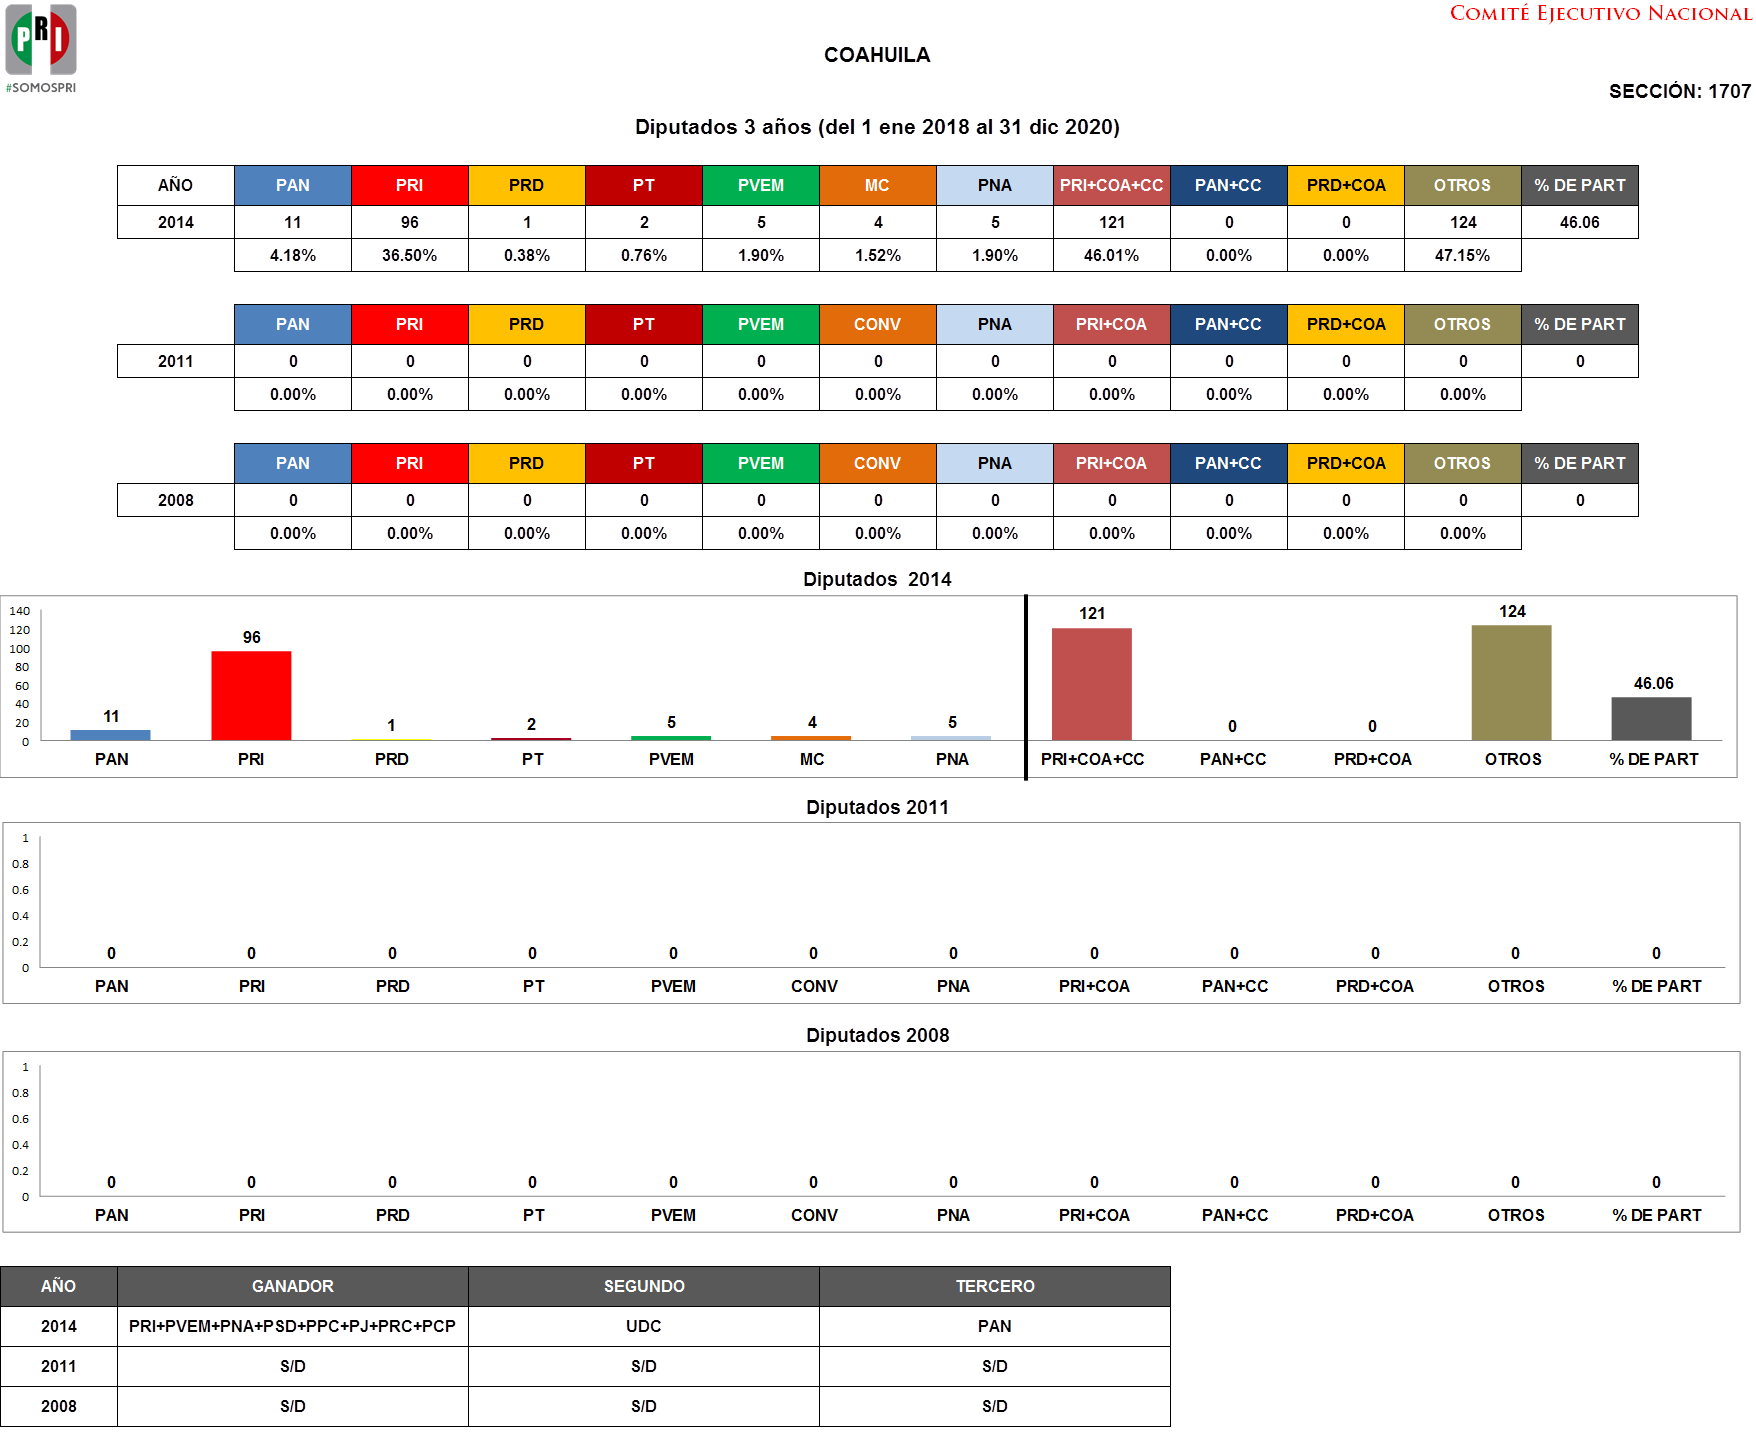 PRI
#SOMOSPRI
COMITÉ EJECUTIVO NACIONAL
COAHUILA
SECCIÓN: 1707
Diputados 3 años (del 1 ene 2018 al 31 dic 2020)
AÑO PAN PRI PRD PT PVEM MC PNA PRI+COA+CC PAN+CC PRD+COA OTROS % DE PART
2014 11 96 1 2 5 4 5 121 0 0 124 46.06
4.18% 36.50% 0.38% 0.76% 1.90% 1.52% 1.90% 46.01% 0.00% 0.00% 47.15%
PAN PRI PRD PT PVEM CONV PNA PRI+COA PAN+CC PRD+COA OTROS % DE PART
2011 0 0 0 0 0 0 0 0 0 0 0 0
0.00% 0.00% 0.00% 0.00% 0.00% 0.00% 0.00% 0.00% 0.00% 0.00% 0.00%
PAN PRI PRD PT PVEM CONV PNA PRI+COA PAN+CC PRD+COA OTROS % DE PART
2008 0 0 0 0 0 0 0 0 0 0 0 0
0.00% 0.00% 0.00% 0.00% 0.00% 0.00% 0.00% 0.00% 0.00% 0.00% 0.00%
Diputados 2014
140
120
100
80
60
40
20
0
11 96 1 2 5 4 5 121 0 0 124 46.06
PAN PRI PRD PT PVEM MC PNA PRI+COA+CC PAN+CC PRD+COA OTROS % DE PART
Diputados 2011
1
0.8
0.6
0.4
0.2
0
0 0 0 0 0 0 0 0 0 0 0 0
PAN PRI PRD PT PVEM CONV PNA PRI+COA PAN+CC PRD+COA OTROS % DE PART
Diputados 2008
1
0.8
0.6
0.4
0.2
0
0 0 0 0 0 0 0 0 0 0 0 0
PAN PRI PRD PT PVEM CONV PNA PRI+COA PAN+CC PRD+COA OTROS % DE PART
AÑO GANADOR SEGUNDO TERCERO
2014 PRI+PVEM+PNA+PSD+PPC+PJ+PRC+PCP UDC PAN
2011 S/D S/D S/D
2008 S/D S/D S/D